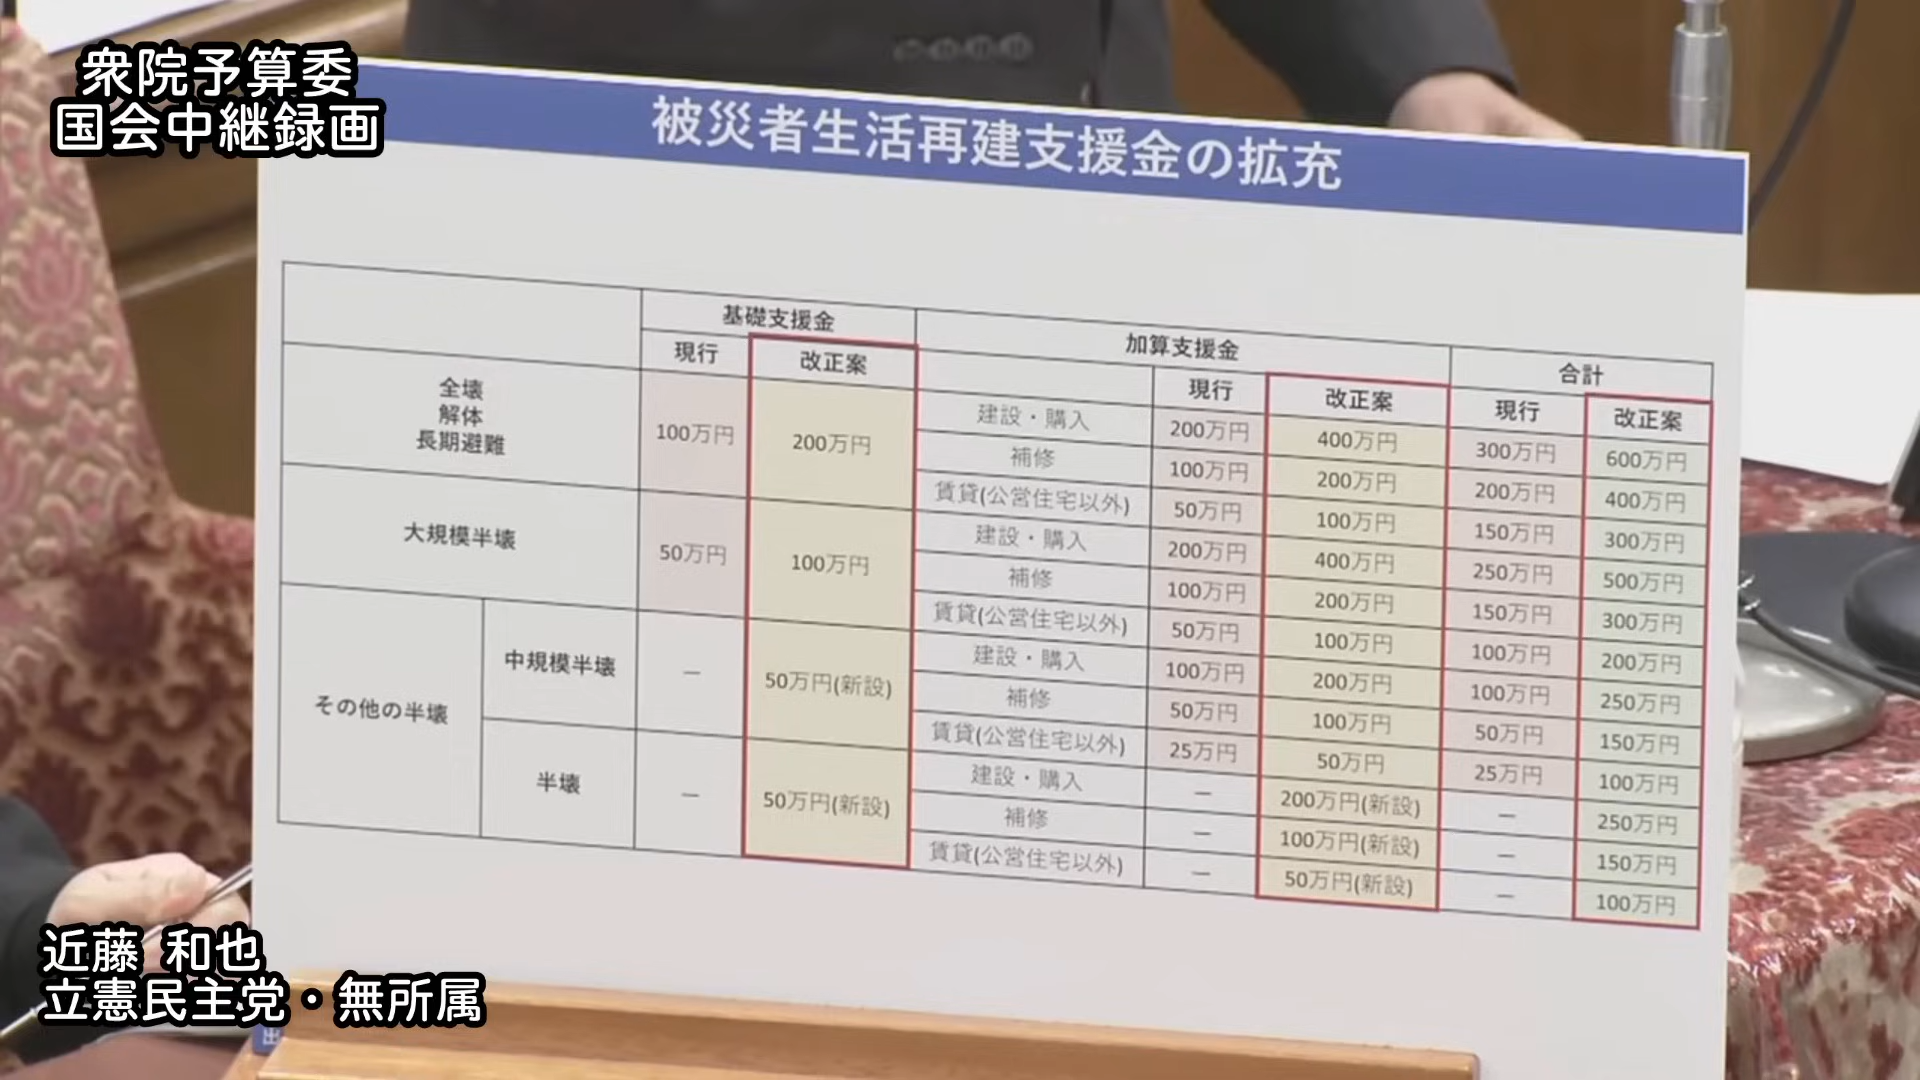 衆院予算委
国会中継録画
被災者生活再建支援金の拡充
基礎支援金 加算支援金 合計
現行 改正案 現行 改正案 現行 改正案
全壊
解体
長期避難
100万円 200万円
建設・購入 200万円 400万円 300万円 600万円
補修 100万円 200万円 200万円 400万円
賃貸(公営住宅以外) 50万円 100万円 150万円 300万円
大規模半壊 50万円 100万円
建設・購入 200万円 400万円 250万円 500万円
補修 100万円 200万円 150万円 300万円
賃貸(公営住宅以外) 50万円 100万円 100万円 200万円
その他の半壊
中規模半壊 － 50万円(新設)
建設・購入 100万円 200万円 100万円 250万円
補修 50万円 100万円 50万円 150万円
賃貸(公営住宅以外) 25万円 50万円 25万円 100万円
半壊 － 50万円(新設)
建設・購入 － 200万円(新設) － 250万円
補修 － 100万円(新設) － 150万円
賃貸(公営住宅以外) － 50万円(新設) － 100万円
近藤 和也
立憲民主党・無所属
出